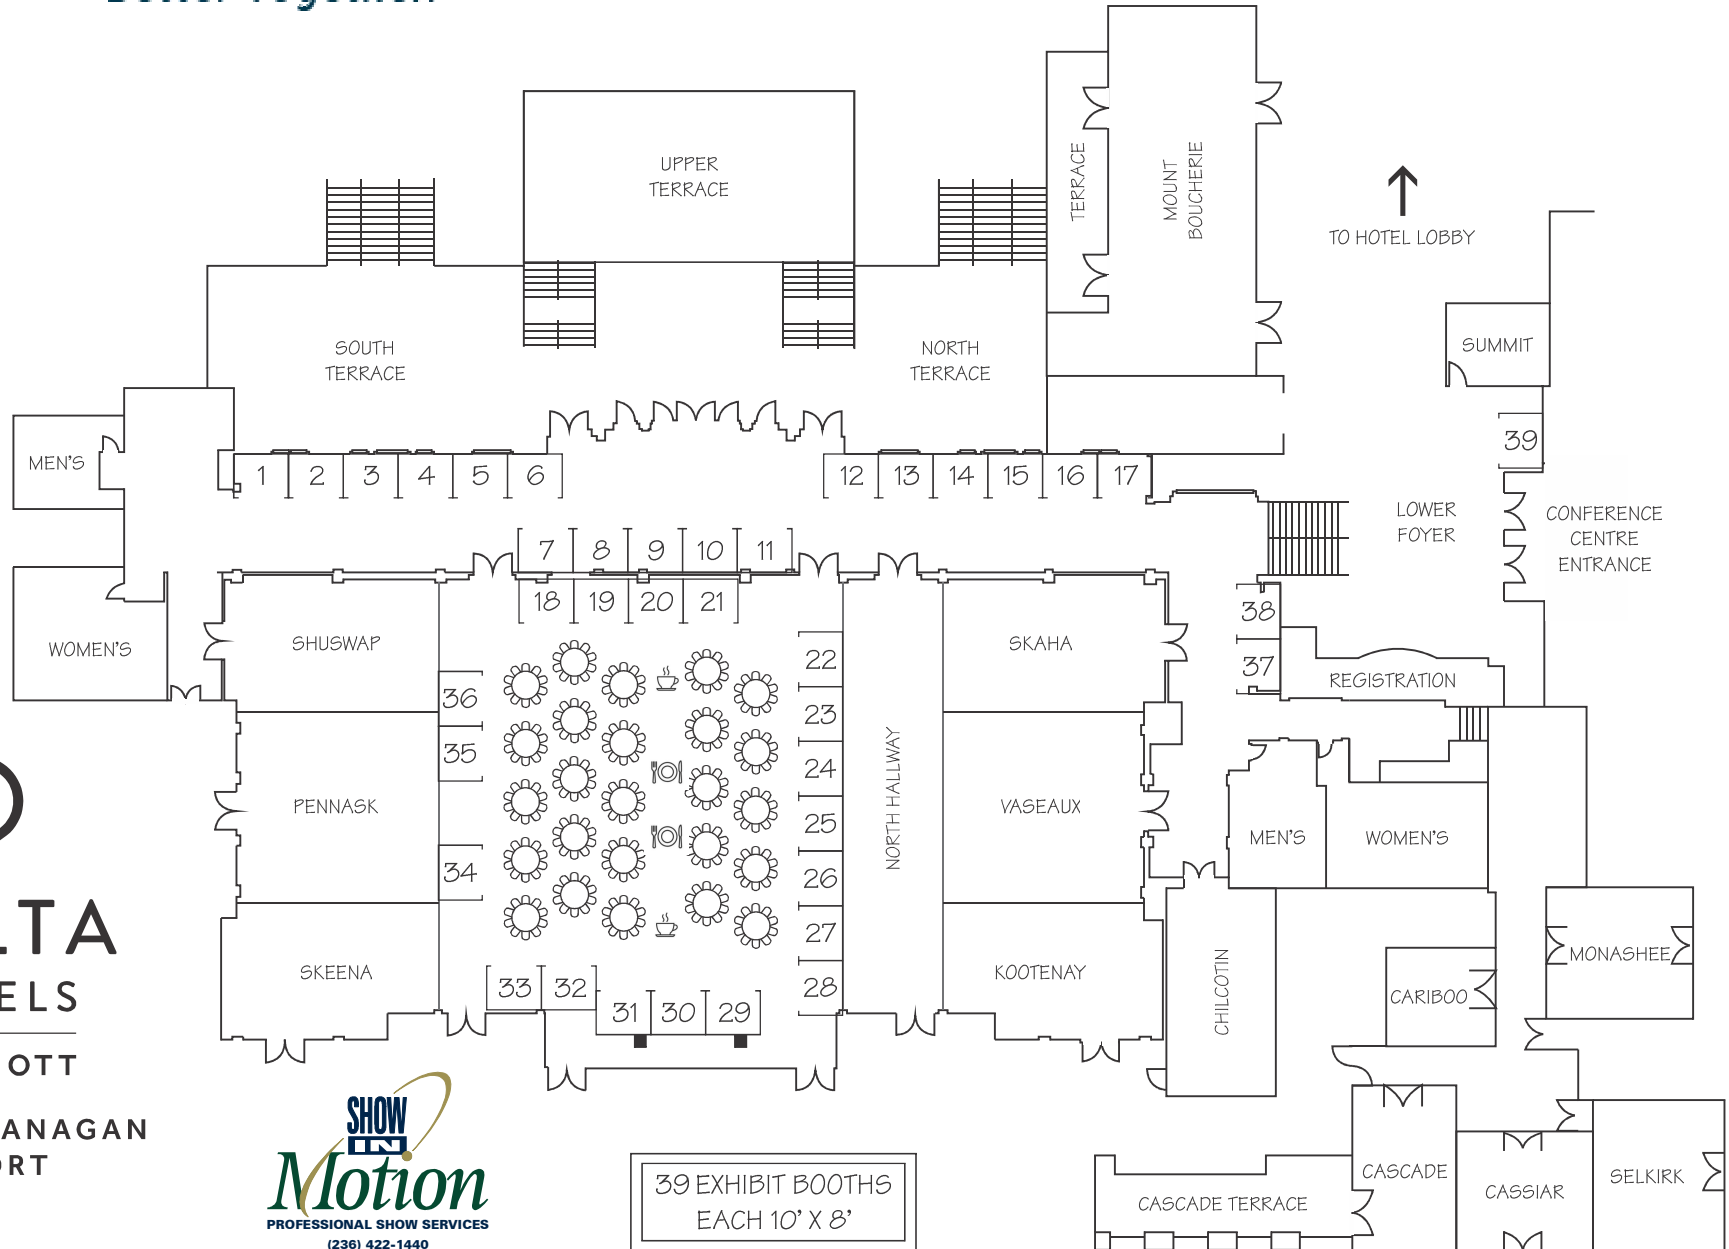 Better Together.
UPPER
TERRACE
TERRACE
MOUNT
BOUCHERIE
TO HOTEL LOBBY
SOUTH
TERRACE
NORTH
TERRACE
SUMMIT
39
MEN'S
1 2 3 4 5 6
12 13 14 15 16 17
LOWER
FOYER
CONFERENCE
CENTRE
ENTRANCE
7 8 9 10 11
18 19 20 21
38
37
WOMEN'S
SHUSWAP
SKAHA
REGISTRATION
36
35
34
22
23
24
25
26
27
28
PENNASK
NORTH HALLWAY
VASEAUX
MEN'S
WOMEN'S
SKEENA
33 32
31 30 29
KOOTENAY
CHILCOTIN
CARIBOO
MONASHEE
LTA
ELS
OTT
ANAGAN
ORT
SHOW
IN
Motion
PROFESSIONAL SHOW SERVICES
(236) 422-1440
39 EXHIBIT BOOTHS
EACH 10' X 8'
CASCADE TERRACE
CASCADE
CASSIAR
SELKIRK